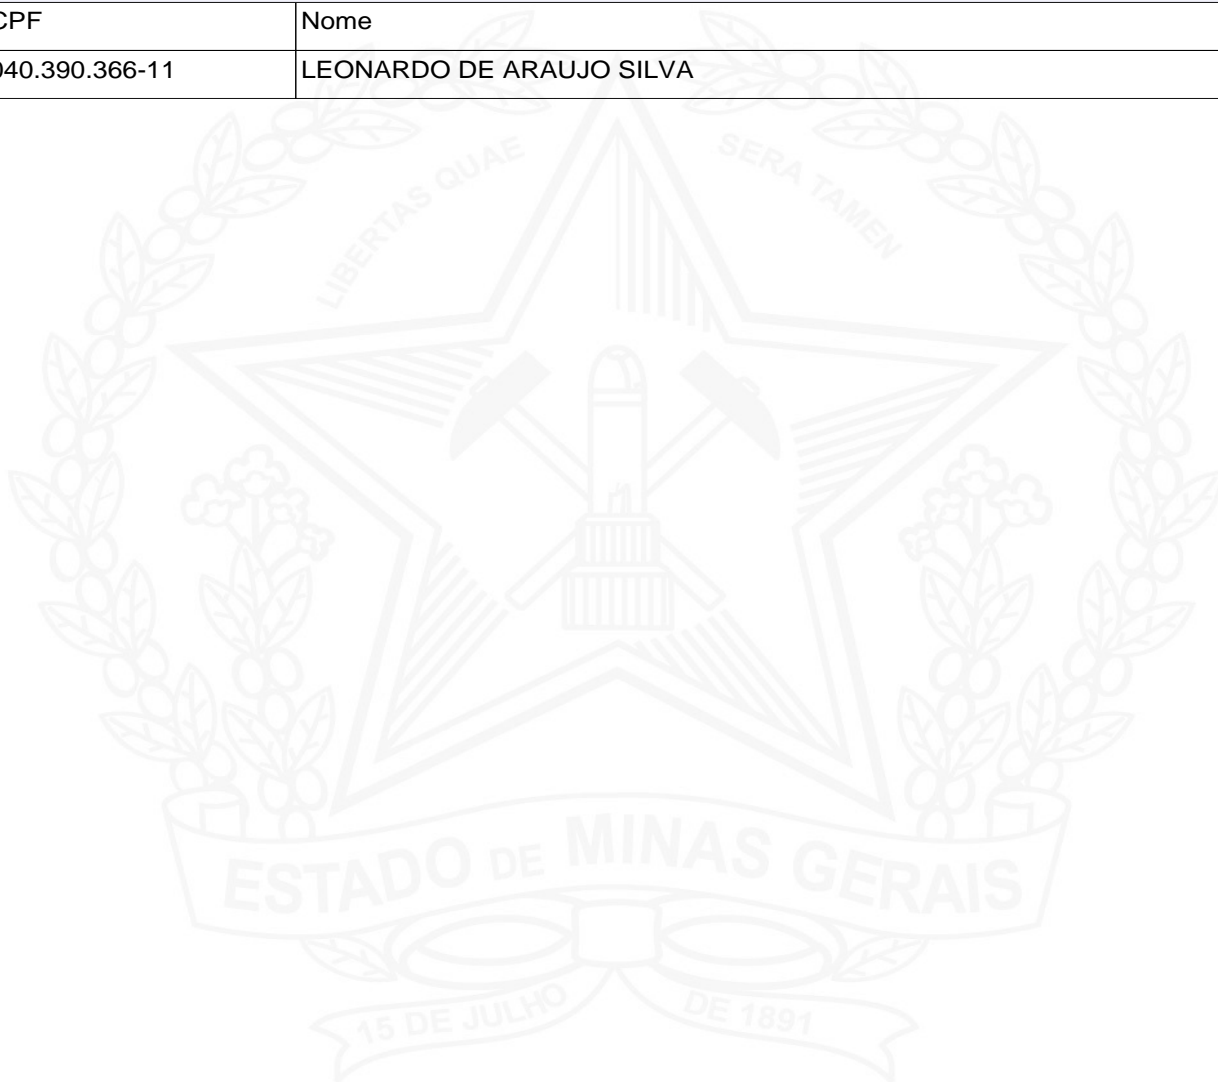 CPF Nome
040.390.366-11 LEONARDO DE ARAUJO SILVA
LIBERTAS QUAE SERA TAMEN
ESTADO DE MINAS GERAIS
15 DE JULHO DE 1891